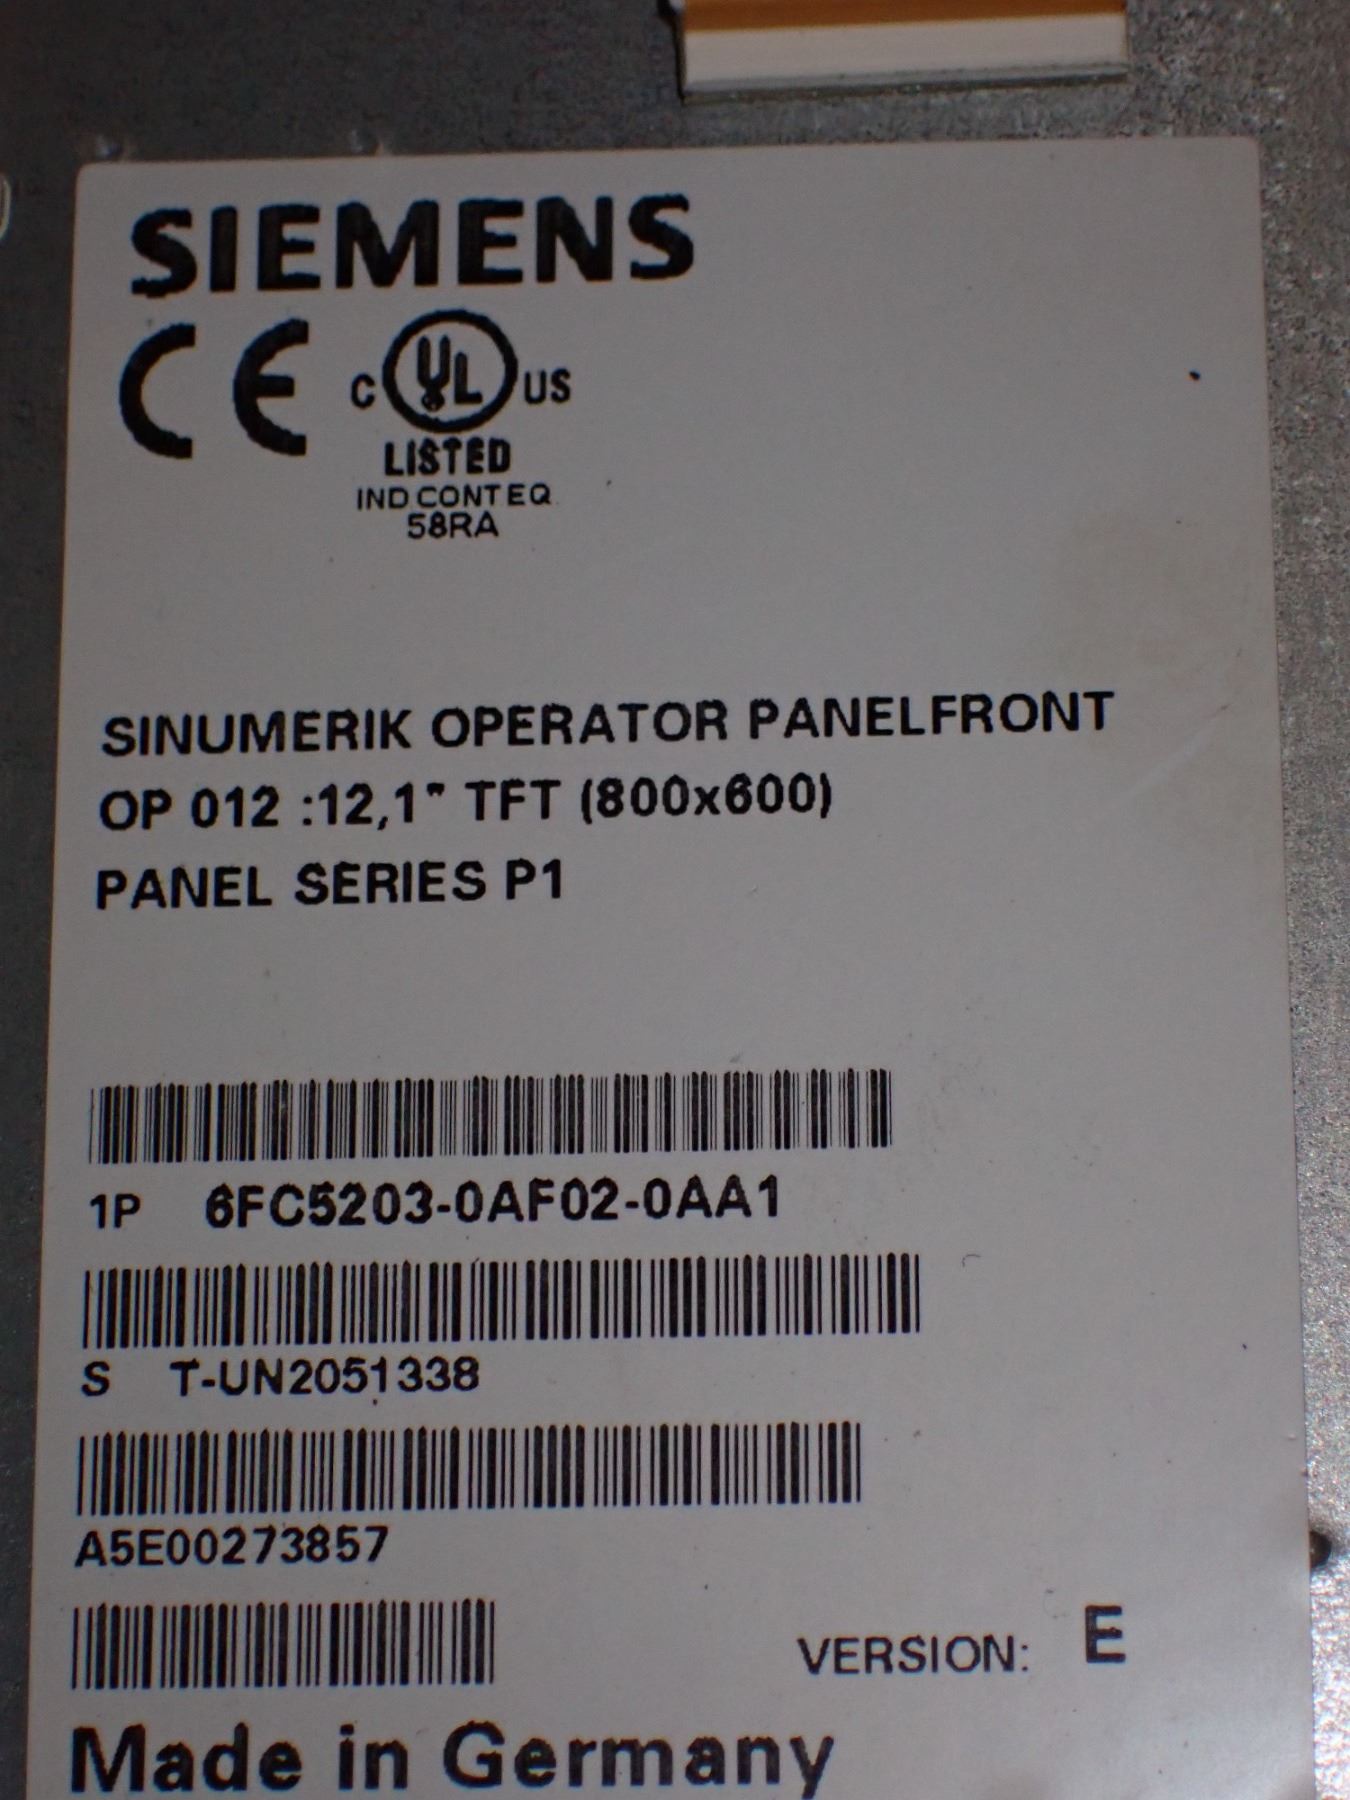 SIEMENS
CE C UL US
LISTED
IND.CONT EQ.
58RA
SINUMERIK OPERATOR PANELFRONT
OP 012 :12,1" TFT (800x600)
PANEL SERIES P1
1P 6FC5203-0AF02-0AA1
S T-UN2051338
A5E00273857
VERSION: E
Made in Germany